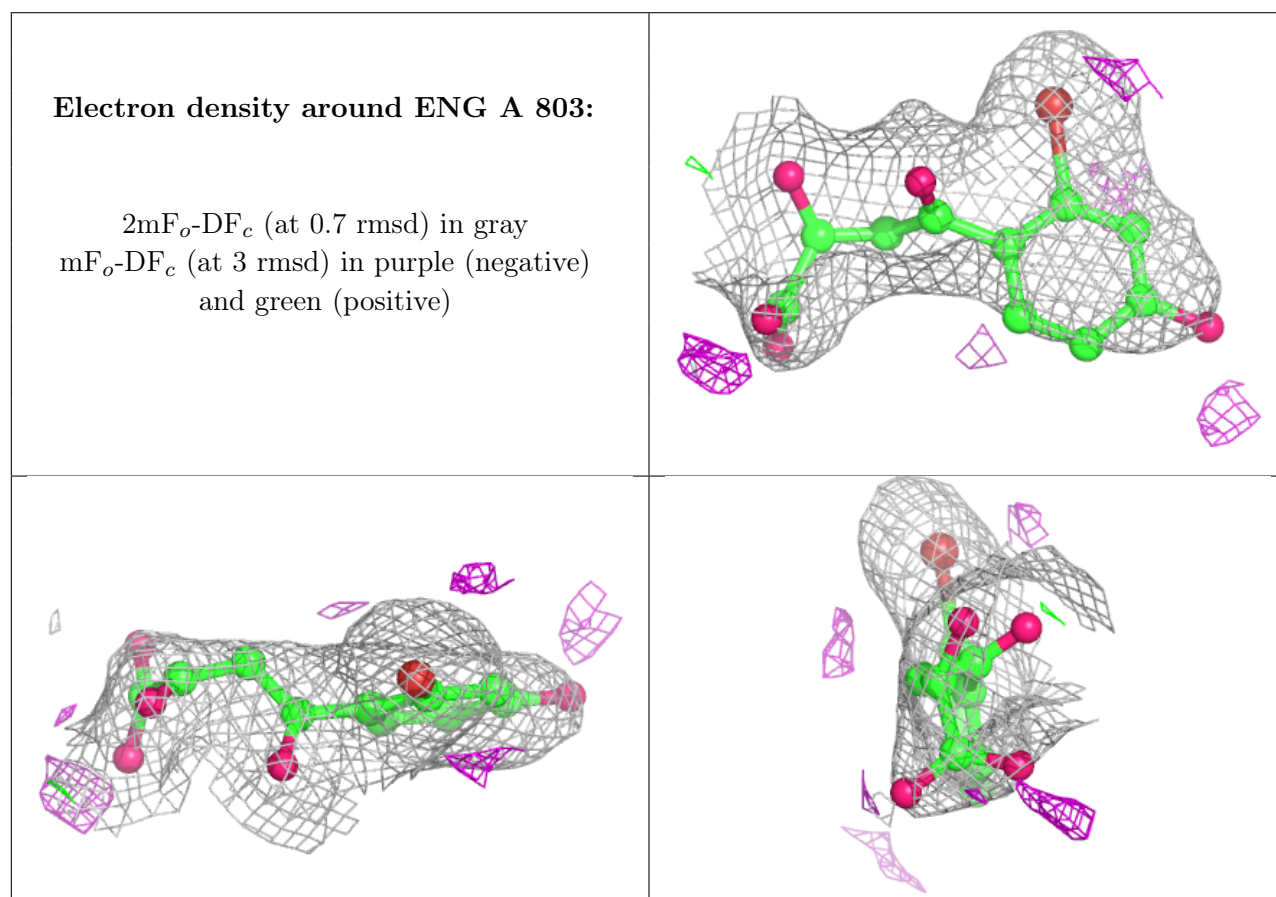 Electron density around ENG A 803:
2mFo-DFc (at 0.7 rmsd) in gray
mFo-DFc (at 3 rmsd) in purple (negative)
and green (positive)